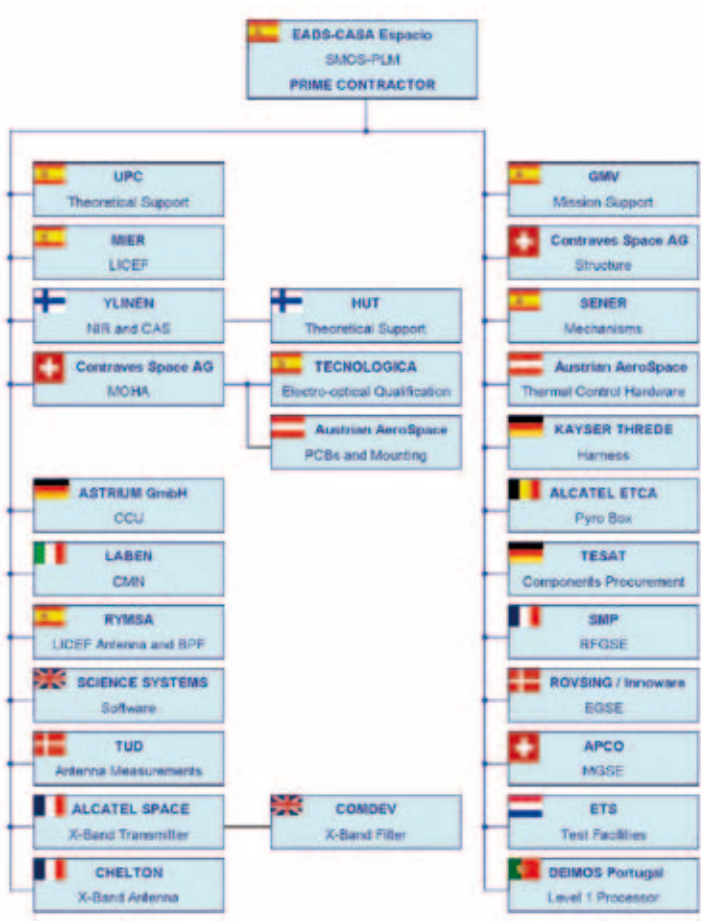 EADS-CASA Espacio
SMOS-PLM
PRIME CONTRACTOR
UPC
Theoretical Support
MIER
LICEF
YLINEN
NIR and CAS
HUT
Theoretical Support
Contraves Space AG
MOHA
TECNOLOGICA
Electro-optical Qualification
Austrian AeroSpace
PCBs and Mounting
ASTRIUM GmbH
CCU
LABEN
CMN
RYMSA
LICEF Antenna and BPF
SCIENCE SYSTEMS
Software
TUD
Antenna Measurements
ALCATEL SPACE
X-Band Transmitter
COMDEV
X-Band Filter
CHELTON
X-Band Antenna
GMV
Mission Support
Contraves Space AG
Structure
SENER
Mechanisms
Austrian AeroSpace
Thermal Control Hardware
KAYSER THREDE
Harness
ALCATEL ETCA
Pyro Box
TESAT
Components Procurement
SMP
RFGSE
ROVSING / Innoware
EGSE
APCO
MGSE
ETS
Test Facilities
DEIMOS Portugal
Level 1 Processor